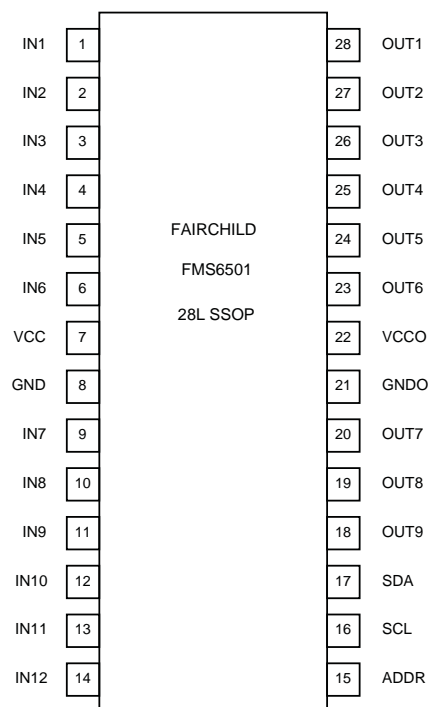 IN1 1 28 OUT1
IN2 2 27 OUT2
IN3 3 26 OUT3
IN4 4 25 OUT4
IN5 5 FAIRCHILD 24 OUT5
FMS6501
IN6 6 23 OUT6
28L SSOP
VCC 7 22 VCCO
GND 8 21 GNDO
IN7 9 20 OUT7
IN8 10 19 OUT8
IN9 11 18 OUT9
IN10 12 17 SDA
IN11 13 16 SCL
IN12 14 15 ADDR